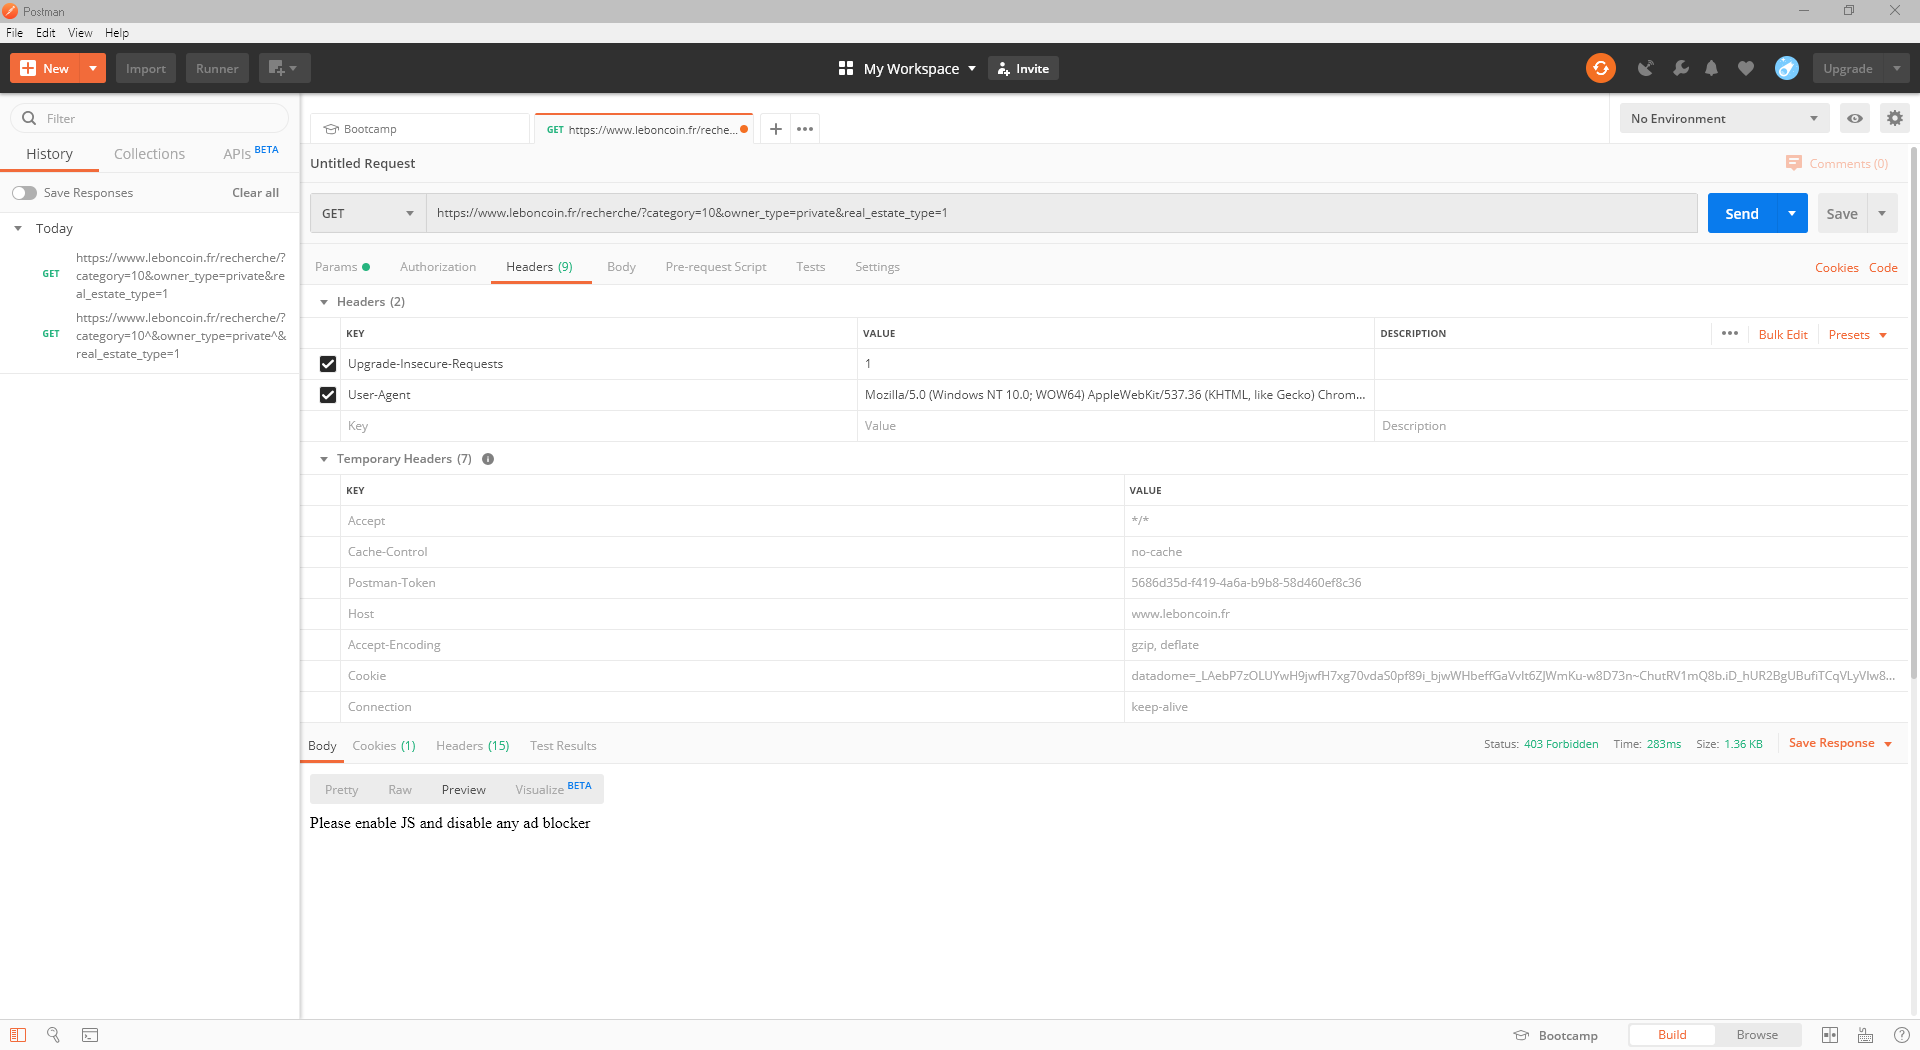 Postman
File Edit View Help
New Import Runner My Workspace Invite Upgrade
Filter
History Collections APIs BETA
Save Responses Clear all
Today
GET https://www.leboncoin.fr/recherche/?
category=10&owner_type=private&re
al_estate_type=1
GET https://www.leboncoin.fr/recherche/?
category=10^&owner_type=private^&
real_estate_type=1
Bootcamp GET https://www.leboncoin.fr/reche... No Environment
Untitled Request Comments (0)
GET https://www.leboncoin.fr/recherche/?category=10&owner_type=private&real_estate_type=1 Send Save
Params Authorization Headers (9) Body Pre-request Script Tests Settings Cookies Code
Headers (2)
KEY VALUE DESCRIPTION Bulk Edit Presets
Upgrade-Insecure-Requests 1
User-Agent Mozilla/5.0 (Windows NT 10.0; WOW64) AppleWebKit/537.36 (KHTML, like Gecko) Chrom...
Key Value Description
Temporary Headers (7)
KEY VALUE
Accept */*
Cache-Control no-cache
Postman-Token 5686d35d-f419-4a6a-b9b8-58d460ef8c36
Host www.leboncoin.fr
Accept-Encoding gzip, deflate
Cookie datadome=_LAebP7zOLUYwH9jwfH7xg70vdaS0pf89i_bjwWHbeffGaVvIt6ZJWmKu-w8D73n~ChutRV1mQ8b.iD_hUR2BgUBufiTCqVLyVIw8...
Connection keep-alive
Body Cookies (1) Headers (15) Test Results Status: 403 Forbidden Time: 283ms Size: 1.36 KB Save Response
Pretty Raw Preview Visualize BETA
Please enable JS and disable any ad blocker
Bootcamp Build Browse